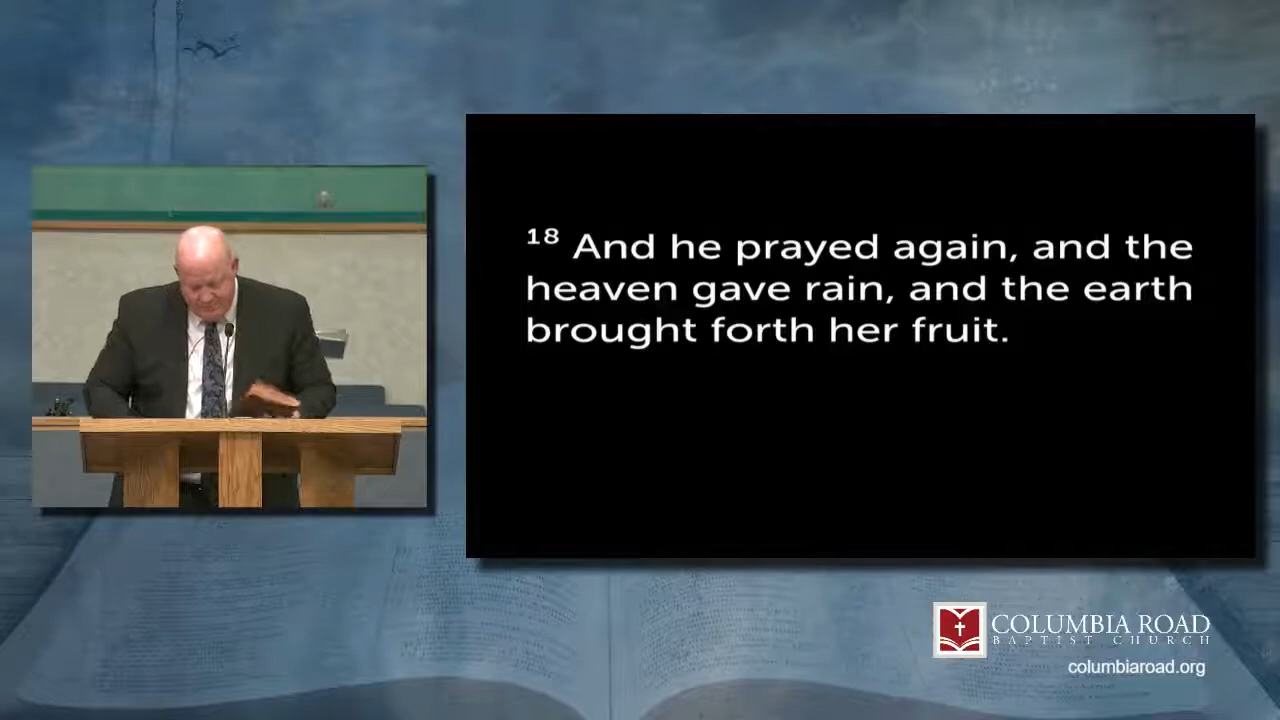 18 And he prayed again, and the
heaven gave rain, and the earth
brought forth her fruit.
COLUMBIA ROAD
BAPTIST CHURCH
columbiaroad.org